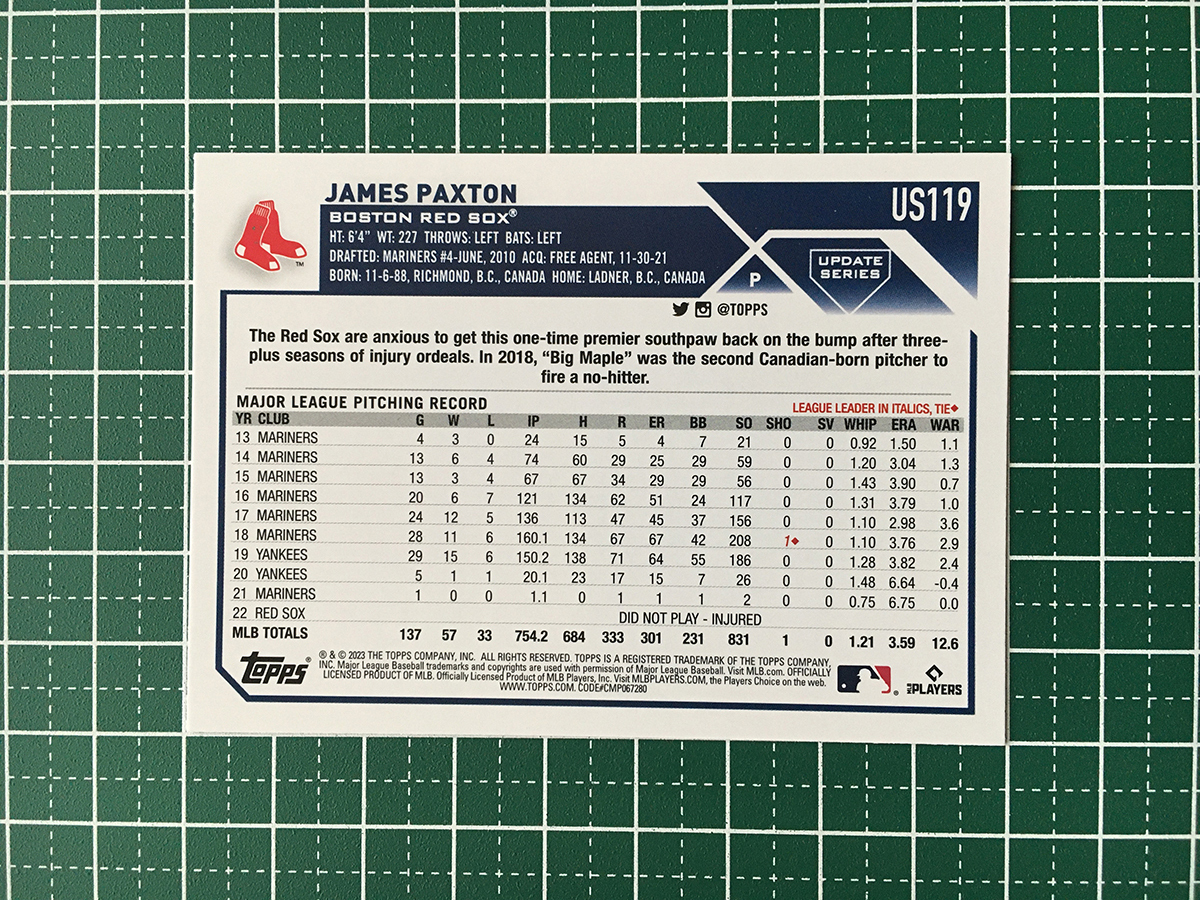 JAMES PAXTON
US119
BOSTON RED SOX®
HT: 6'4" WT: 227 THROWS: LEFT BATS: LEFT
DRAFTED: MARINERS #4-JUNE, 2010 ACQ: FREE AGENT, 11-30-21
BORN: 11-6-88, RICHMOND, B.C., CANADA HOME: LADNER, B.C., CANADA
TM
P
UPDATE
SERIES
@TOPPS
The Red Sox are anxious to get this one-time premier southpaw back on the bump after three-
plus seasons of injury ordeals. In 2018, “Big Maple” was the second Canadian-born pitcher to
fire a no-hitter.
MAJOR LEAGUE PITCHING RECORD
LEAGUE LEADER IN ITALICS, TIE◆
YR CLUB G W L IP H R ER BB SO SHO SV WHIP ERA WAR
13 MARINERS 4 3 0 24 15 5 4 7 21 0 0 0.92 1.50 1.1
14 MARINERS 13 6 4 74 60 29 25 29 59 0 0 1.20 3.04 1.3
15 MARINERS 13 3 4 67 67 34 29 29 56 0 0 1.43 3.90 0.7
16 MARINERS 20 6 7 121 134 62 51 24 117 0 0 1.31 3.79 1.0
17 MARINERS 24 12 5 136 113 47 45 37 156 0 0 1.10 2.98 3.6
18 MARINERS 28 11 6 160.1 134 67 67 42 208 1◆ 0 1.10 3.76 2.9
19 YANKEES 29 15 6 150.2 138 71 64 55 186 0 0 1.28 3.82 2.4
20 YANKEES 5 1 1 20.1 23 17 15 7 26 0 0 1.48 6.64 -0.4
21 MARINERS 1 0 0 1.1 0 1 1 1 2 0 0 0.75 6.75 0.0
22 RED SOX DID NOT PLAY - INJURED
MLB TOTALS 137 57 33 754.2 684 333 301 231 831 1 0 1.21 3.59 12.6
topps®
® & © 2023 THE TOPPS COMPANY, INC. ALL RIGHTS RESERVED. TOPPS IS A REGISTERED TRADEMARK OF THE TOPPS COMPANY,
INC. Major League Baseball trademarks and copyrights are used with permission of Major League Baseball. Visit MLB.com. OFFICIALLY
LICENSED PRODUCT OF MLB. Officially Licensed Product of MLB Players, Inc. Visit MLBPLAYERS.COM, the Players Choice on the web.
WWW.TOPPS.COM. CODE#CMP067280
®
MLB PLAYERS